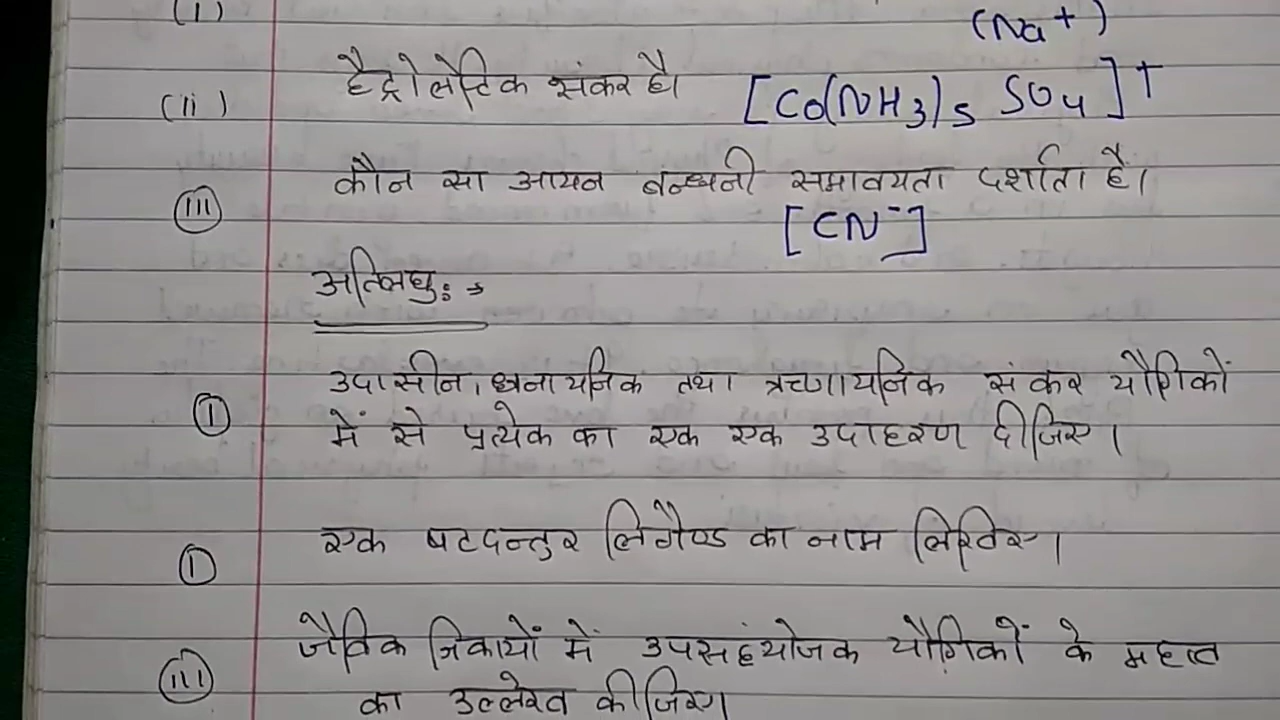 (i) (Na+)
(ii) हैट्रोलेप्टिक संकर है। [Co(NH3)5 SO4]+
(iii) कौन सा आयन बन्धनी समावयता दर्शाता है।
[CN-]
अतिलघु: →
(I) उदासीन, धनायनिक तथा ऋणायनिक संकर यौगिकों
में से प्रत्येक का एक एक उदाहरण दीजिए।
(I) एक षटदन्तुर लिगैण्ड का नाम लिखिए।
(III) जैविक निकायों में उपसहंयोजक यौगिकों के महत्व
का उल्लेख कीजिए।